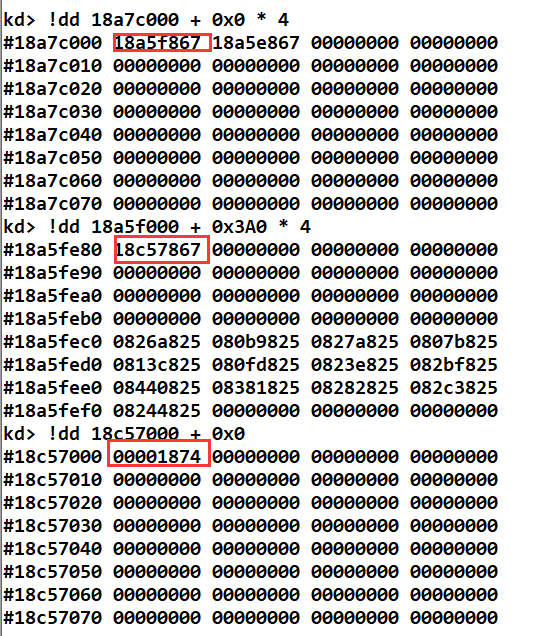 kd> !dd 18a7c000 + 0x0 * 4
#18a7c000 18a5f867 18a5e867 00000000 00000000
#18a7c010 00000000 00000000 00000000 00000000
#18a7c020 00000000 00000000 00000000 00000000
#18a7c030 00000000 00000000 00000000 00000000
#18a7c040 00000000 00000000 00000000 00000000
#18a7c050 00000000 00000000 00000000 00000000
#18a7c060 00000000 00000000 00000000 00000000
#18a7c070 00000000 00000000 00000000 00000000
kd> !dd 18a5f000 + 0x3A0 * 4
#18a5fe80 18c57867 00000000 00000000 00000000
#18a5fe90 00000000 00000000 00000000 00000000
#18a5fea0 00000000 00000000 00000000 00000000
#18a5feb0 00000000 00000000 00000000 00000000
#18a5fec0 0826a825 080b9825 0827a825 0807b825
#18a5fed0 0813c825 080fd825 0823e825 082bf825
#18a5fee0 08440825 08381825 08282825 082c3825
#18a5fef0 08244825 00000000 00000000 00000000
kd> !dd 18c57000 + 0x0
#18c57000 00001874 00000000 00000000 00000000
#18c57010 00000000 00000000 00000000 00000000
#18c57020 00000000 00000000 00000000 00000000
#18c57030 00000000 00000000 00000000 00000000
#18c57040 00000000 00000000 00000000 00000000
#18c57050 00000000 00000000 00000000 00000000
#18c57060 00000000 00000000 00000000 00000000
#18c57070 00000000 00000000 00000000 00000000